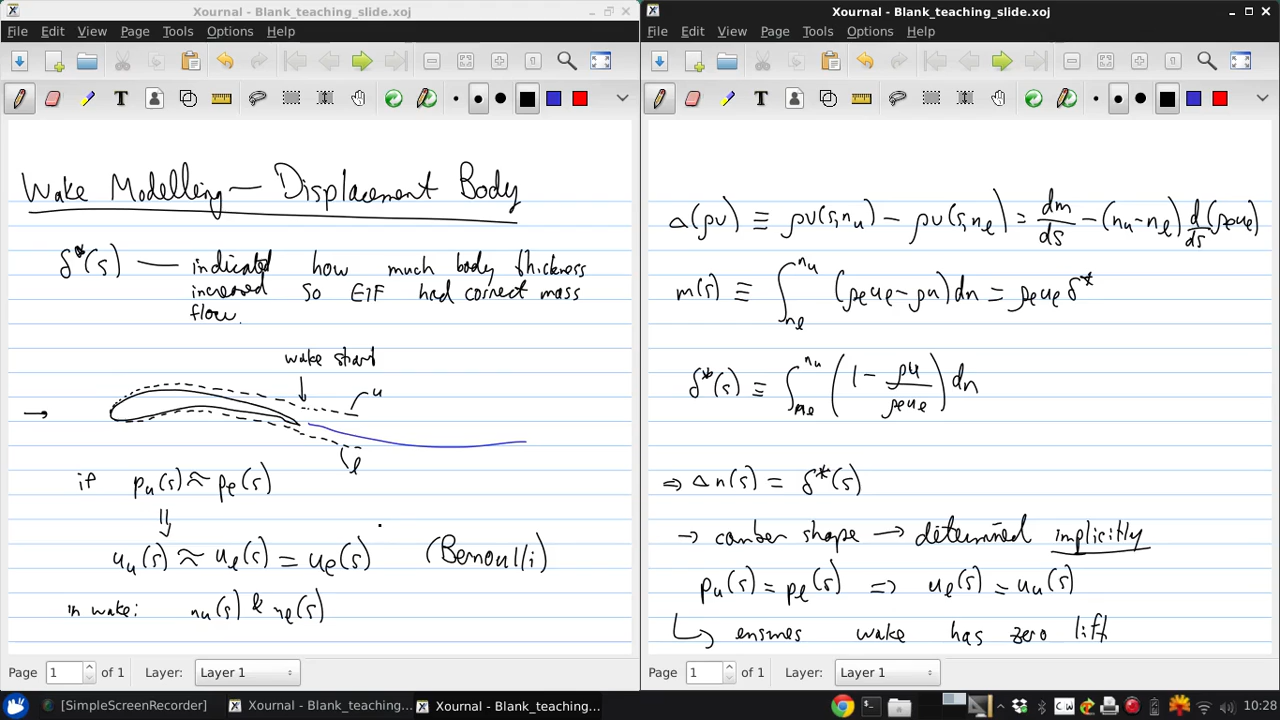 Xournal - Blank_teaching_slide.xoj
File Edit View Page Tools Options Help
Wake Modelling — Displacement Body
δ*(s) — indicated how much body thickness
increased so EIF had correct mass
flow.
wake start
u
→
l
if pu(s) ≈ pl(s)
⇓
uu(s) ≈ ul(s) = ue(s) (Bernoulli)
in wake: nu(s) & nl(s)
Page 1 of 1 Layer: Layer 1
Xournal - Blank_teaching_slide.xoj
File Edit View Page Tools Options Help
Δ(ρv) ≡ ρv(s,nu) - ρv(s,nl) = dm/ds - (nu-nl) d/ds (ρeue)
m(s) ≡ ∫nl^nu (ρeue-ρu)dn = ρeueδ*
δ*(s) ≡ ∫nl^nu (1 - ρu/ρeue) dn
⇒ Δn(s) = δ*(s)
→ camber shape → determined implicitly
pu(s) = pl(s) ⇒ ul(s) = uu(s)
↳ ensures wake has zero lift
Page 1 of 1 Layer: Layer 1
[SimpleScreenRecorder] Xournal - Blank_teaching... Xournal - Blank_teaching... 10:28